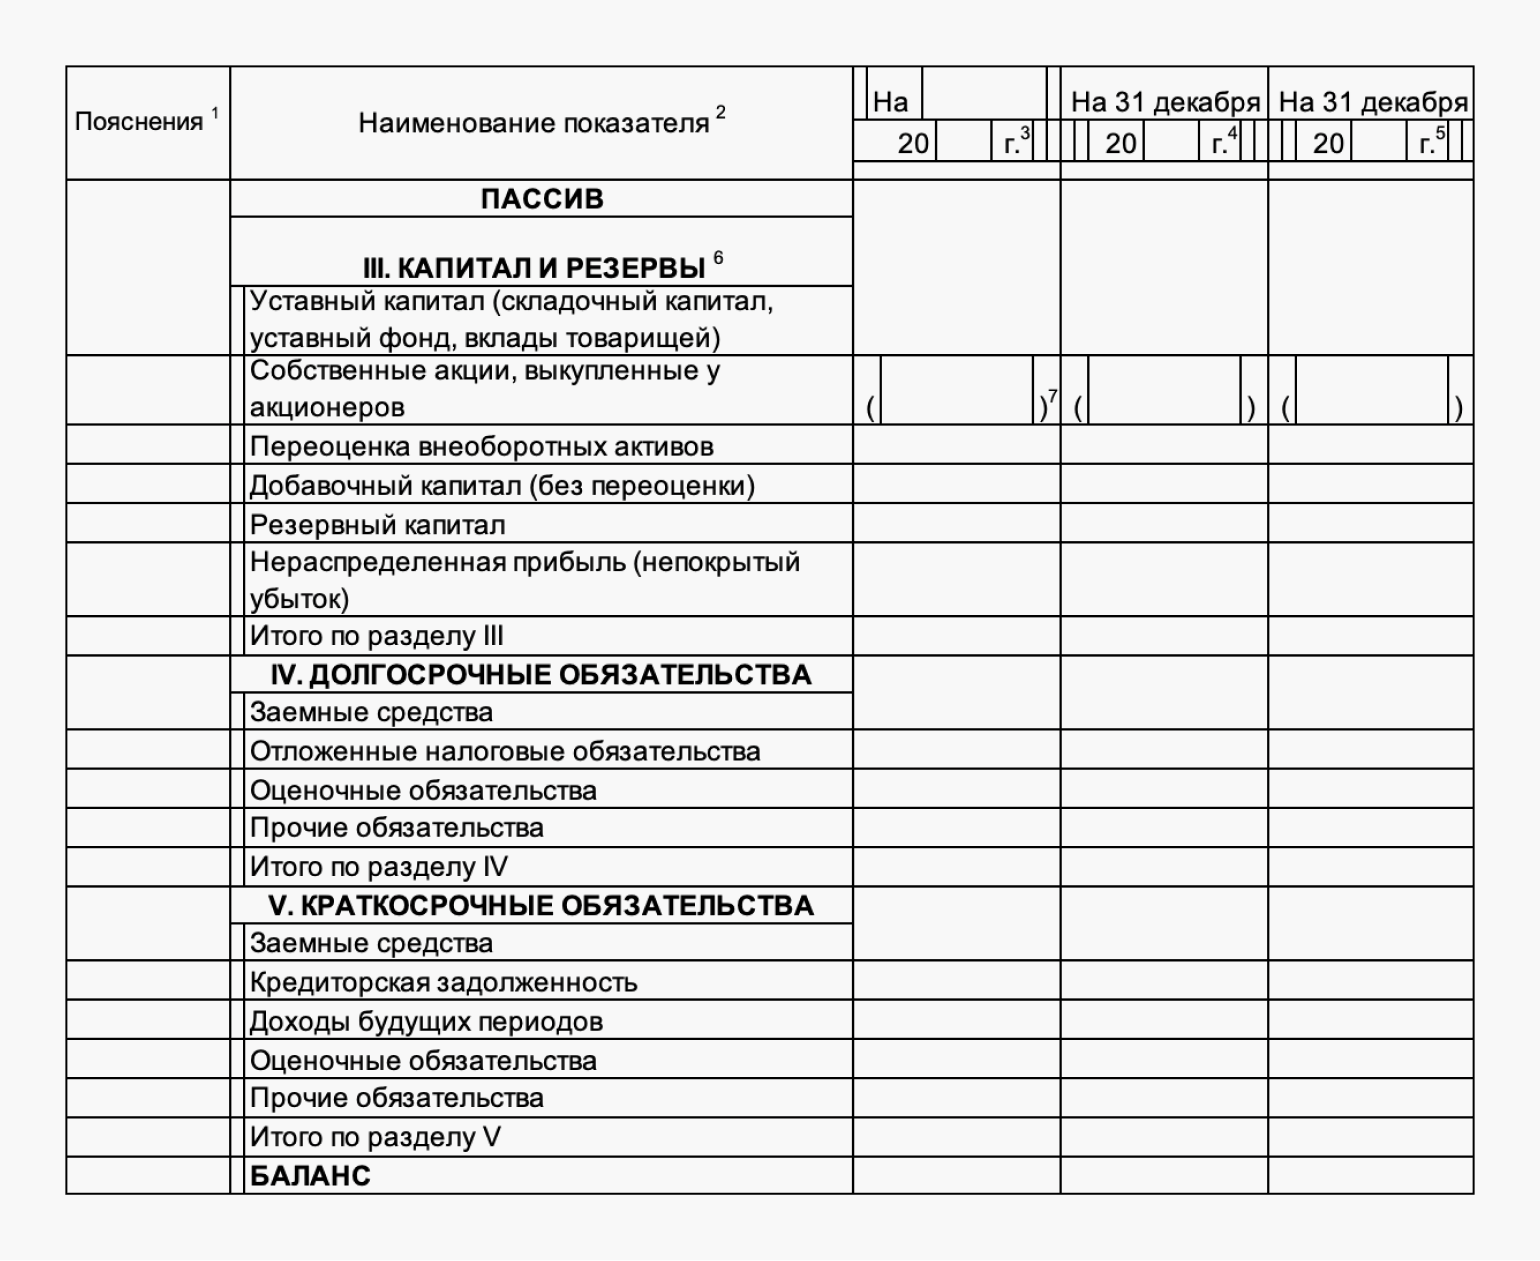 Пояснения ¹
Наименование показателя ²
На
20 г.³
На 31 декабря
20 г.⁴
На 31 декабря
20 г.⁵
ПАССИВ
III. КАПИТАЛ И РЕЗЕРВЫ ⁶
Уставный капитал (складочный капитал,
уставный фонд, вклады товарищей)
Собственные акции, выкупленные у
акционеров
( )⁷ ( ) ( )
Переоценка внеоборотных активов
Добавочный капитал (без переоценки)
Резервный капитал
Нераспределенная прибыль (непокрытый
убыток)
Итого по разделу III
IV. ДОЛГОСРОЧНЫЕ ОБЯЗАТЕЛЬСТВА
Заемные средства
Отложенные налоговые обязательства
Оценочные обязательства
Прочие обязательства
Итого по разделу IV
V. КРАТКОСРОЧНЫЕ ОБЯЗАТЕЛЬСТВА
Заемные средства
Кредиторская задолженность
Доходы будущих периодов
Оценочные обязательства
Прочие обязательства
Итого по разделу V
БАЛАНС